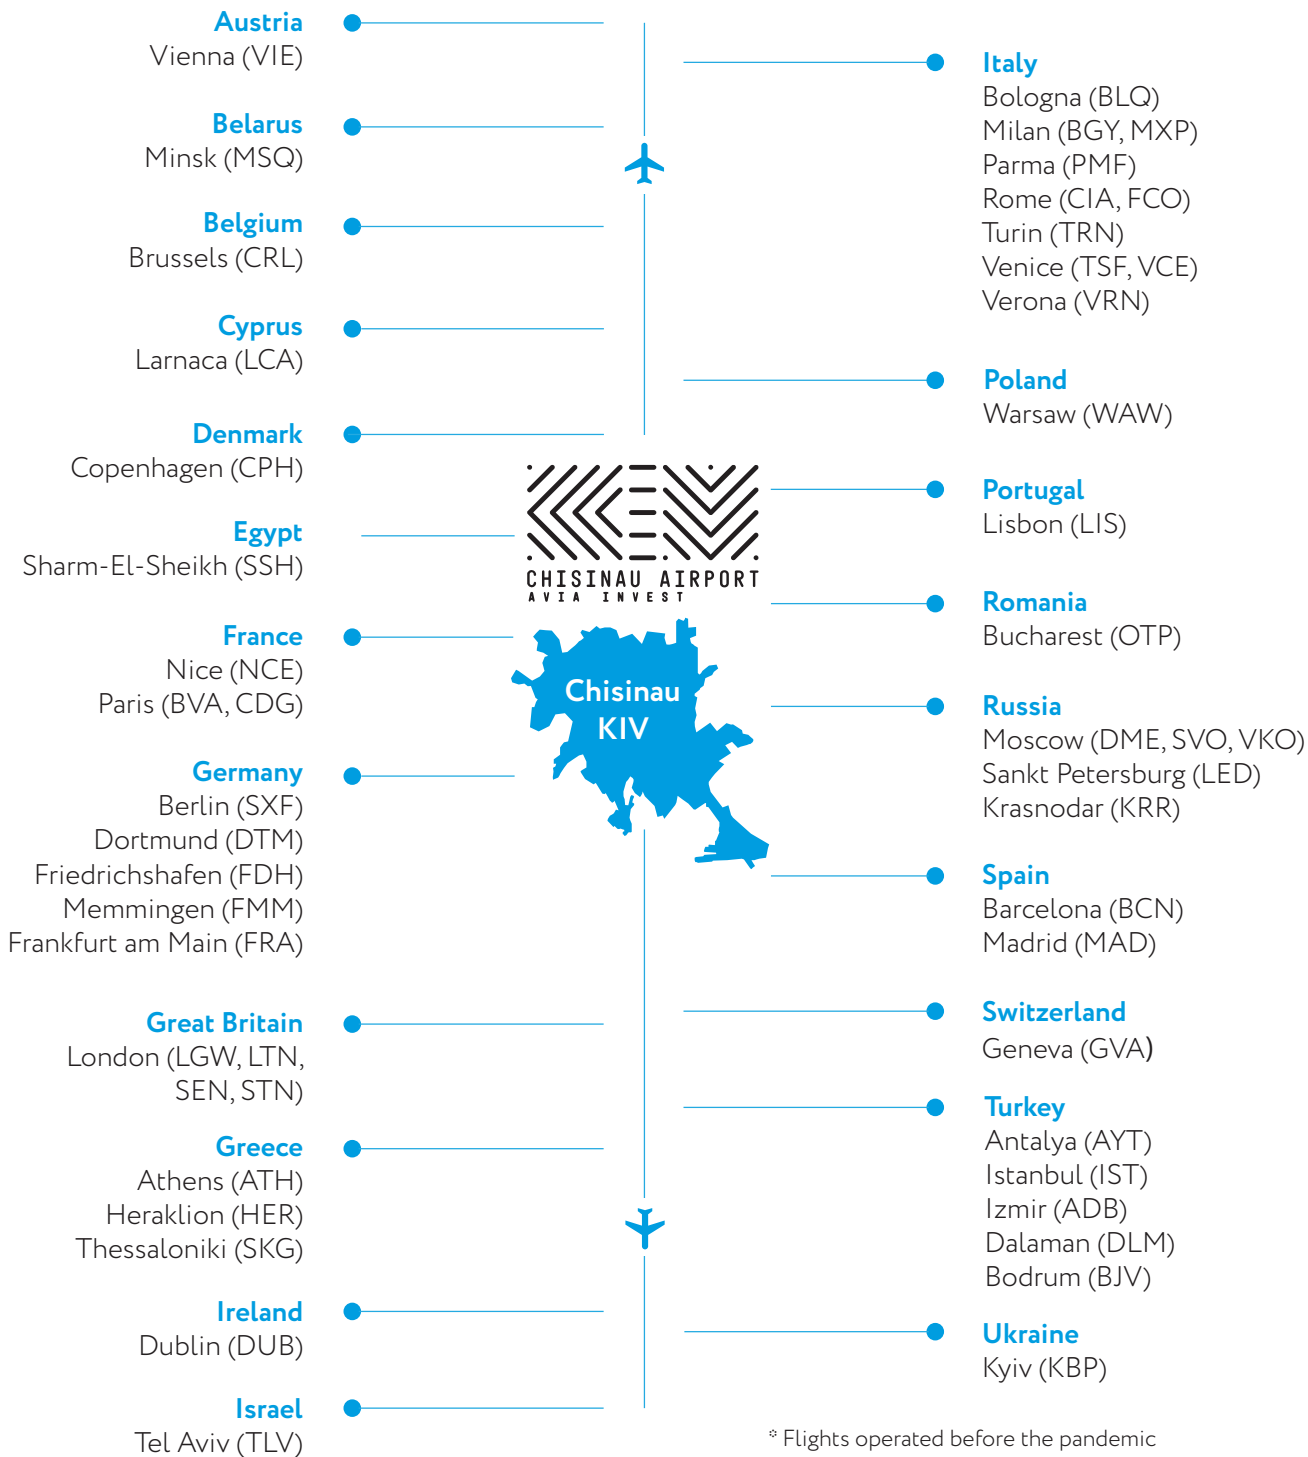 Austria
Vienna (VIE)
Belarus
Minsk (MSQ)
Belgium
Brussels (CRL)
Cyprus
Larnaca (LCA)
Denmark
Copenhagen (CPH)
Egypt
Sharm-El-Sheikh (SSH)
France
Nice (NCE)
Paris (BVA, CDG)
Germany
Berlin (SXF)
Dortmund (DTM)
Friedrichshafen (FDH)
Memmingen (FMM)
Frankfurt am Main (FRA)
Great Britain
London (LGW, LTN,
SEN, STN)
Greece
Athens (ATH)
Heraklion (HER)
Thessaloniki (SKG)
Ireland
Dublin (DUB)
Israel
Tel Aviv (TLV)
CHISINAU AIRPORT
AVIA INVEST
Chisinau
KIV
Italy
Bologna (BLQ)
Milan (BGY, MXP)
Parma (PMF)
Rome (CIA, FCO)
Turin (TRN)
Venice (TSF, VCE)
Verona (VRN)
Poland
Warsaw (WAW)
Portugal
Lisbon (LIS)
Romania
Bucharest (OTP)
Russia
Moscow (DME, SVO, VKO)
Sankt Petersburg (LED)
Krasnodar (KRR)
Spain
Barcelona (BCN)
Madrid (MAD)
Switzerland
Geneva (GVA)
Turkey
Antalya (AYT)
Istanbul (IST)
Izmir (ADB)
Dalaman (DLM)
Bodrum (BJV)
Ukraine
Kyiv (KBP)
* Flights operated before the pandemic